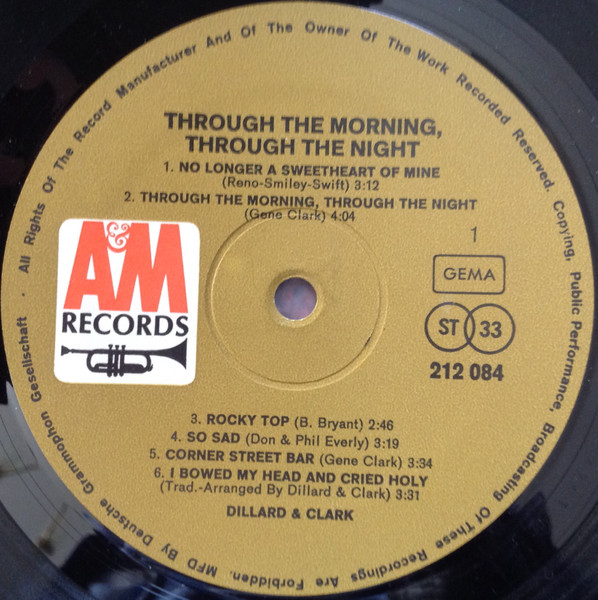 All Rights Of The Record Manufacturer And Of The Owner Of The Work Recorded Reserved. Copying, Public Performance, Broadcasting Of These Recordings Are Forbidden. MFD By Deutsche Grammophon Gesellschaft ·
THROUGH THE MORNING,
THROUGH THE NIGHT
1. NO LONGER A SWEETHEART OF MINE
(Reno-Smiley-Swift) 3:12
2. THROUGH THE MORNING, THROUGH THE NIGHT
(Gene Clark) 4:04
A&M
RECORDS
1
GEMA
ST 33
212 084
3. ROCKY TOP (B. Bryant) 2:46
4. SO SAD (Don & Phil Everly) 3:19
5. CORNER STREET BAR (Gene Clark) 3:34
6. I BOWED MY HEAD AND CRIED HOLY
(Trad.-Arranged By Dillard & Clark) 3:31
DILLARD & CLARK